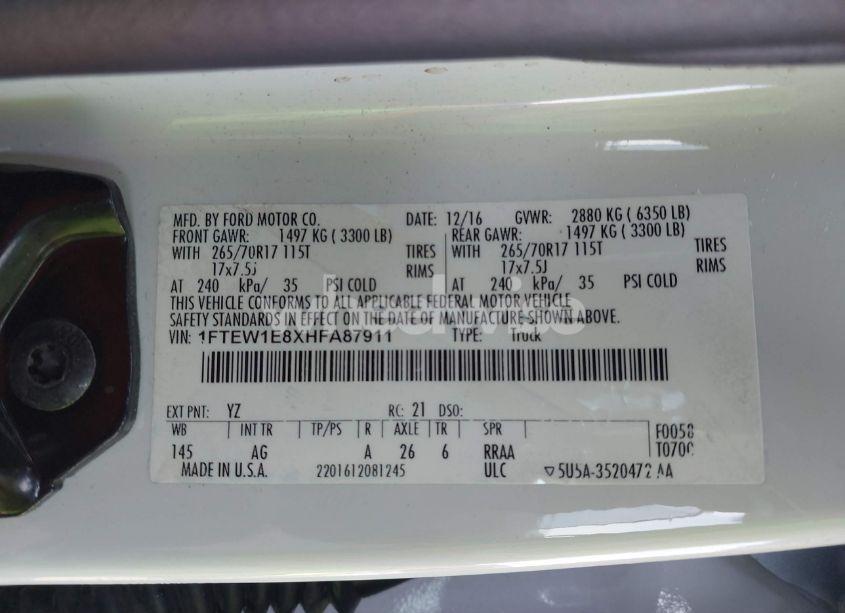 MFD. BY FORD MOTOR CO. DATE: 12/16 GVWR: 2880 KG ( 6350 LB)
FRONT GAWR: 1497 KG ( 3300 LB) REAR GAWR: 1497 KG ( 3300 LB)
WITH 265/70R17 115T TIRES WITH 265/70R17 115T TIRES
17x7.5J RIMS 17x7.5J RIMS
AT 240 kPa/ 35 PSI COLD AT 240 kPa/ 35 PSI COLD
THIS VEHICLE CONFORMS TO ALL APPLICABLE FEDERAL MOTOR VEHICLE
SAFETY STANDARDS IN EFFECT ON THE DATE OF MANUFACTURE SHOWN ABOVE.
VIN: 1FTEW1E8XHFA87911 TYPE: Truck
EXT PNT: YZ RC: 21 DSO:
WB INT TR TP/PS R AXLE TR SPR F0058
145 AG A 26 6 RRAA T0700
MADE IN U.S.A. 2201612081245 ULC ▽5U5A-3520472 AA